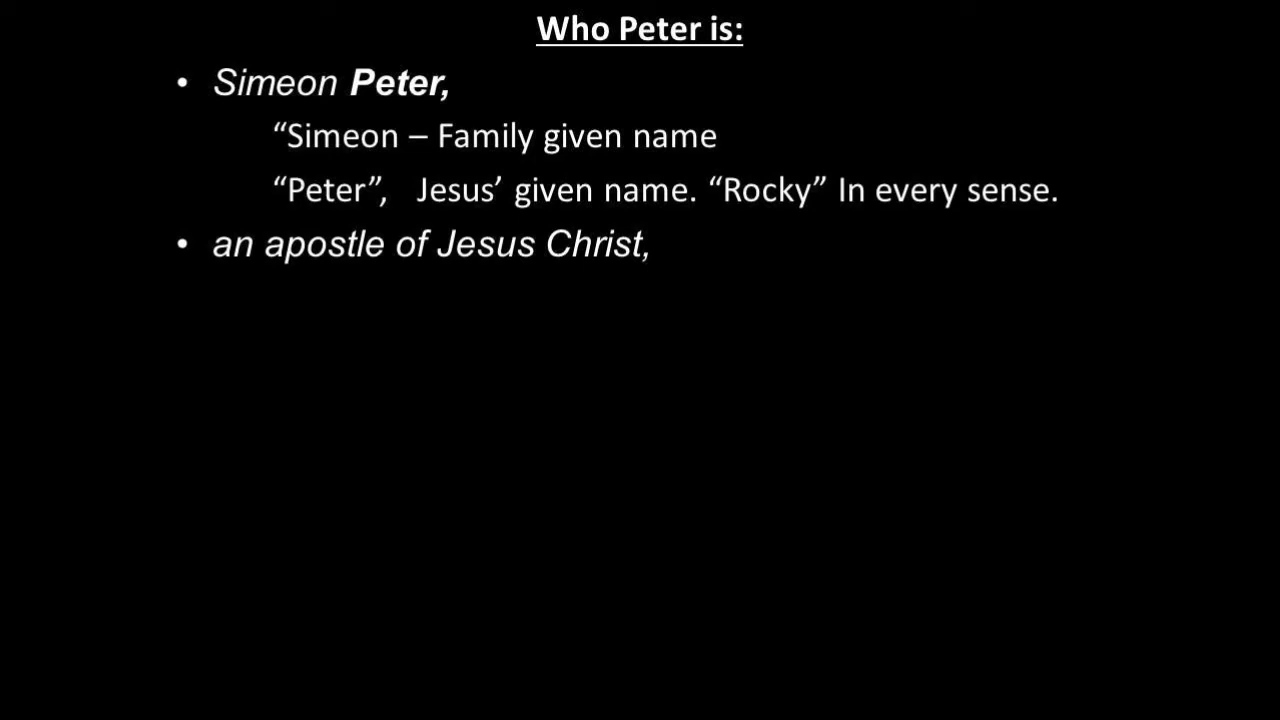 Who Peter is:
• Simeon Peter,
“Simeon – Family given name
“Peter”, Jesus’ given name. “Rocky” In every sense.
• an apostle of Jesus Christ,